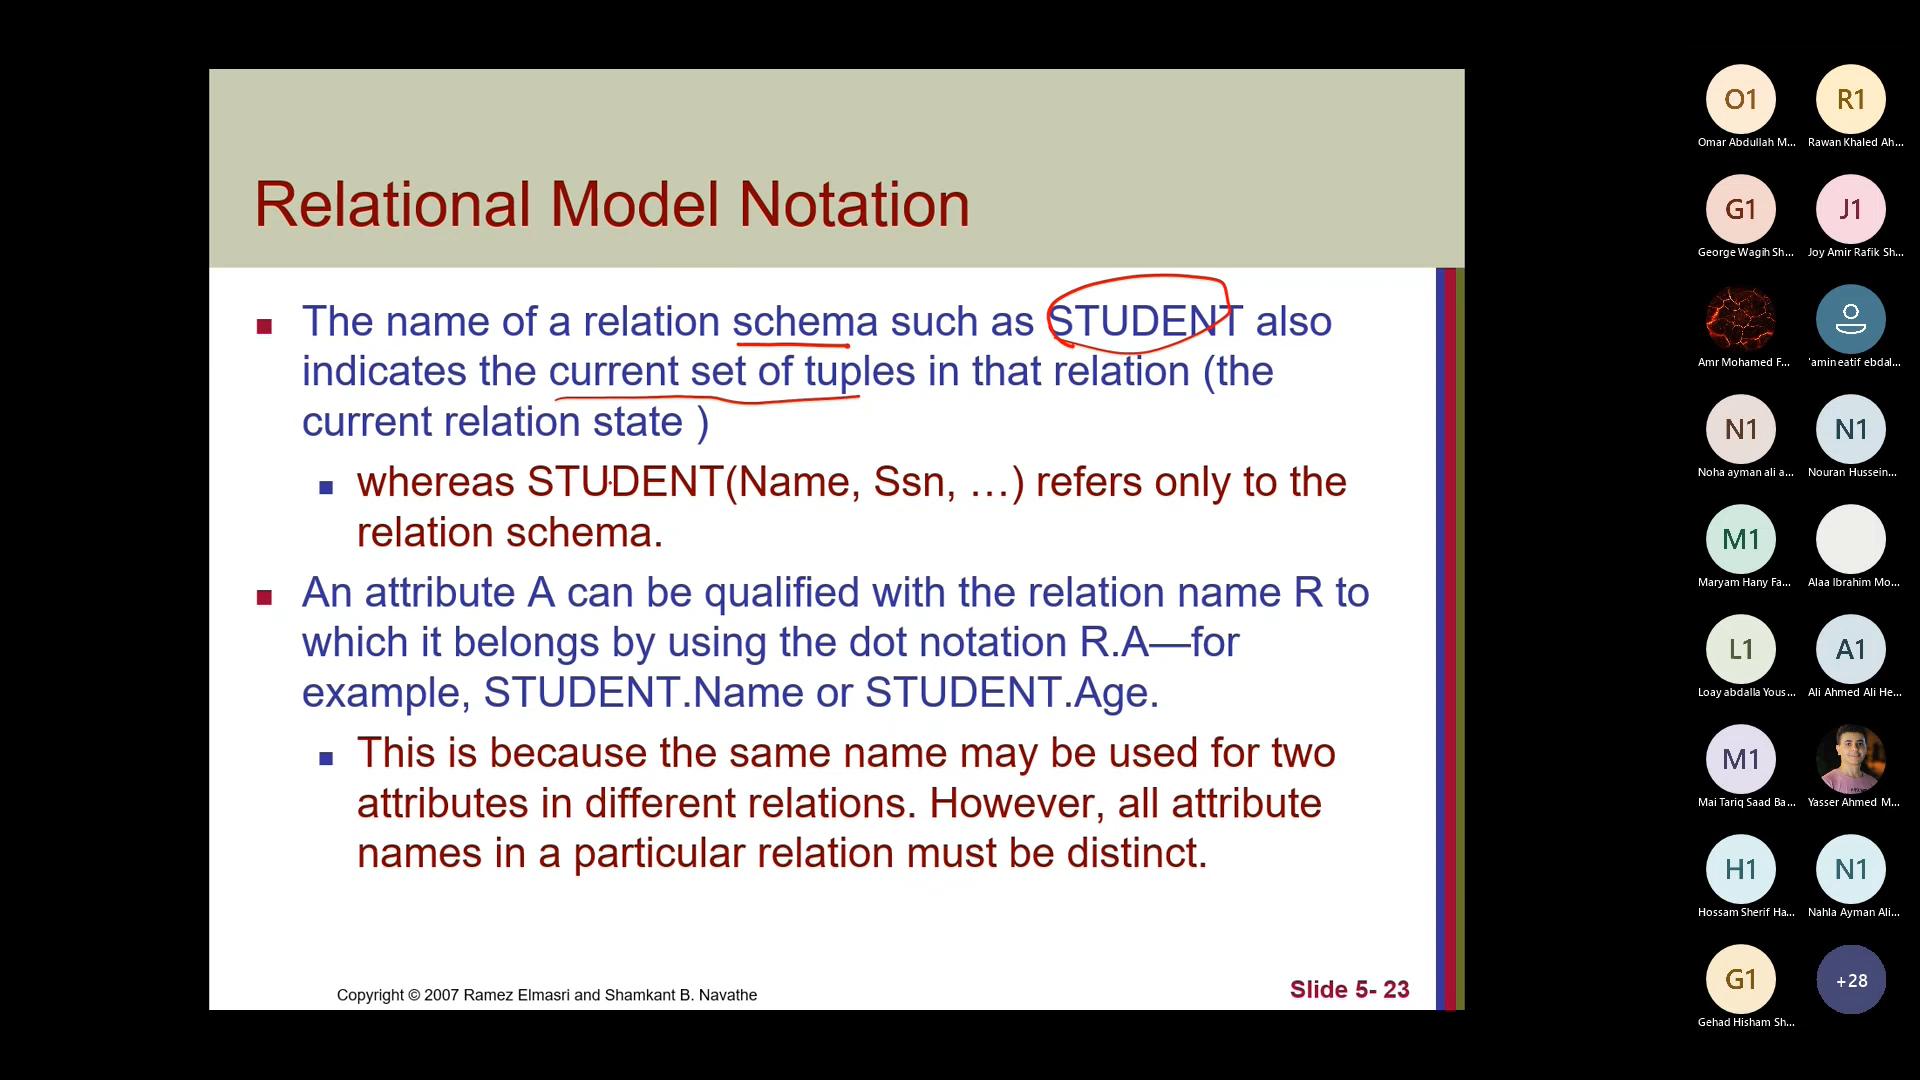 Relational Model Notation
The name of a relation schema such as STUDENT also
indicates the current set of tuples in that relation (the
current relation state )
whereas STUDENT(Name, Ssn, …) refers only to the
relation schema.
An attribute A can be qualified with the relation name R to
which it belongs by using the dot notation R.A—for
example, STUDENT.Name or STUDENT.Age.
This is because the same name may be used for two
attributes in different relations. However, all attribute
names in a particular relation must be distinct.
Copyright © 2007 Ramez Elmasri and Shamkant B. Navathe
Slide 5- 23
O1
R1
Omar Abdullah M...
Rawan Khaled Ah...
G1
J1
George Wagih Sh...
Joy Amir Rafik Sh...
Amr Mohamed F...
'amin eatif ebdal...
N1
N1
Noha ayman ali a...
Nouran Hussein...
M1
Maryam Hany Fa...
Alaa Ibrahim Mo...
L1
A1
Loay abdalla Yous...
Ali Ahmed Ali He...
M1
Mai Tariq Saad Ba...
Yasser Ahmed M...
H1
N1
Hossam Sherif Ha...
Nahla Ayman Ali...
G1
+28
Gehad Hisham Sh...